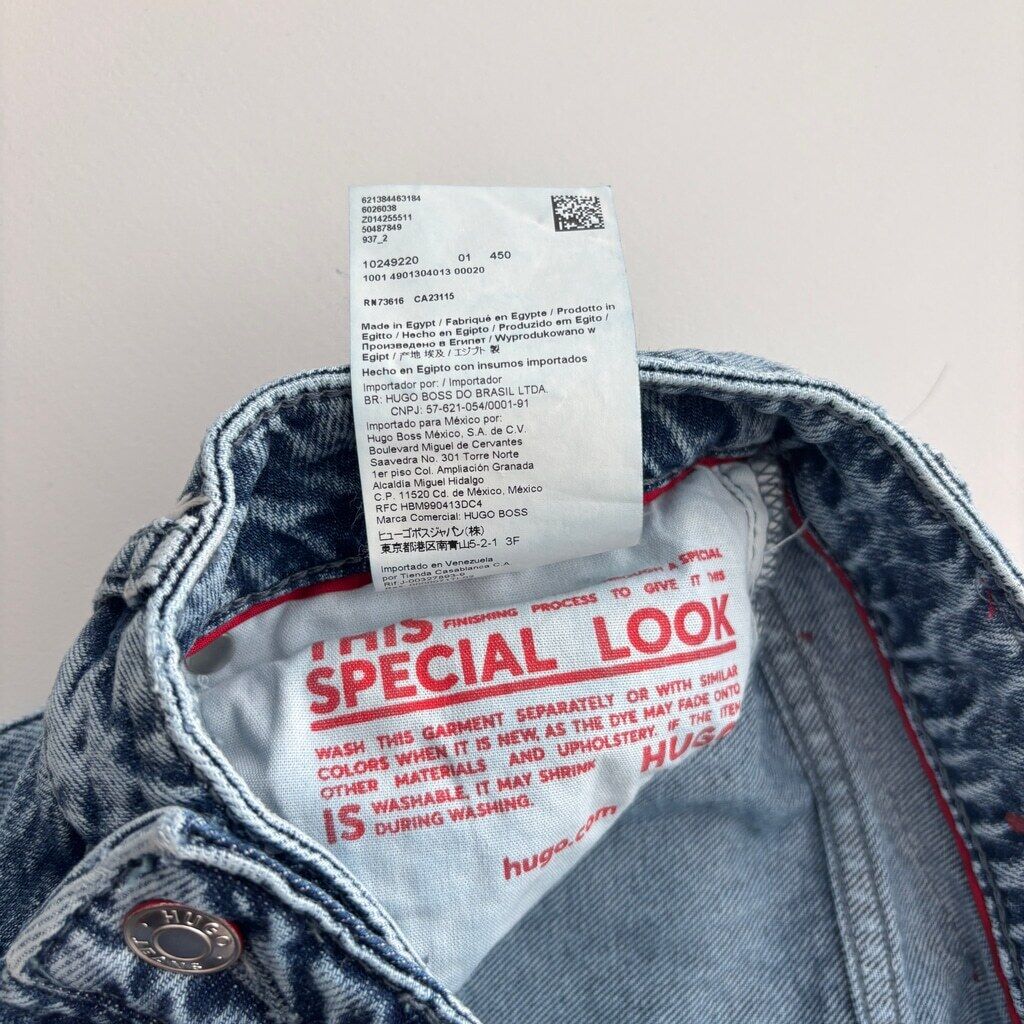 621384463184
6026038
Z014255511
50487849
937_2
10249220 01 450
1001 4901304013 00020
RN73616 CA23115
Made in Egypt / Fabriqué en Egypte / Prodotto in
Egitto / Hecho en Egipto / Produzido em Egito /
Произведено в Египет / Wyprodukowano w
Egipt / 产地 埃及 / エジプト 製
Hecho en Egipto con insumos importados
Importador por: / Importador
BR: HUGO BOSS DO BRASIL LTDA.
CNPJ: 57-621-054/0001-91
Importado para México por:
Hugo Boss México, S.A. de C.V.
Boulevard Miguel de Cervantes
Saavedra No. 301 Torre Norte
1er piso Col. Ampliación Granada
Alcaldía Miguel Hidalgo
C.P. 11520 Cd. de México, México
RFC HBM990413DC4
Marca Comercial: HUGO BOSS
ヒューゴボスジャパン(株)
東京都港区南青山5-2-1 3F
Importado en Venezuela
por Tienda Casablanca C.A.
SPECIAL
THIS FINISHING PROCESS TO GIVE IT HIS
SPECIAL LOOK
WASH THIS GARMENT SEPARATELY OR WITH SIMILAR
COLORS WHEN IT IS NEW, AS THE DYE MAY FADE ONTO
OTHER MATERIALS AND UPHOLSTERY. IF THE ITEM
IS WASHABLE, IT MAY SHRINK
DURING WASHING.
HUGO
hugo.com
HUGO
JEANS